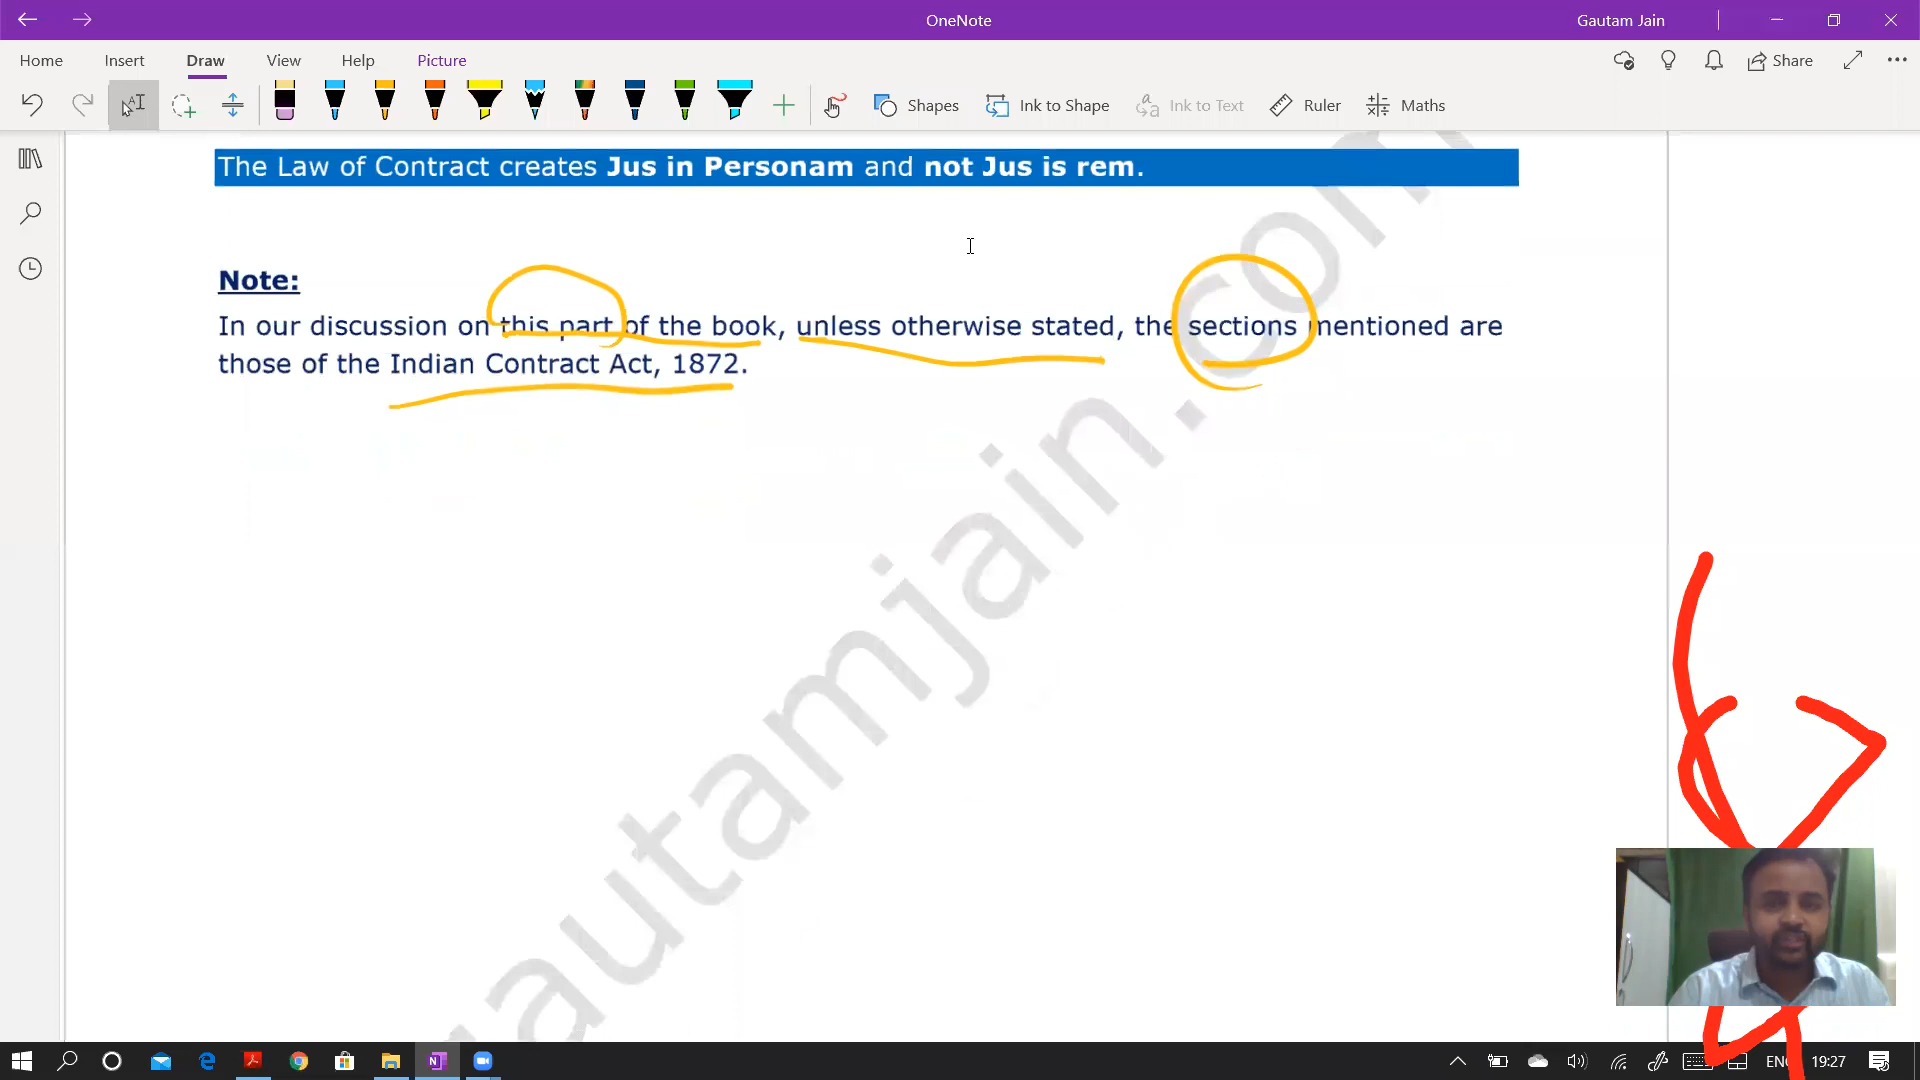 OneNote
Gautam Jain
Home Insert Draw View Help Picture
Share
Shapes Ink to Shape Ink to Text Ruler Maths
The Law of Contract creates Jus in Personam and not Jus is rem.
Note:
In our discussion on this part of the book, unless otherwise stated, the sections mentioned are
those of the Indian Contract Act, 1872.
gautamjain.com
ENG 19:27